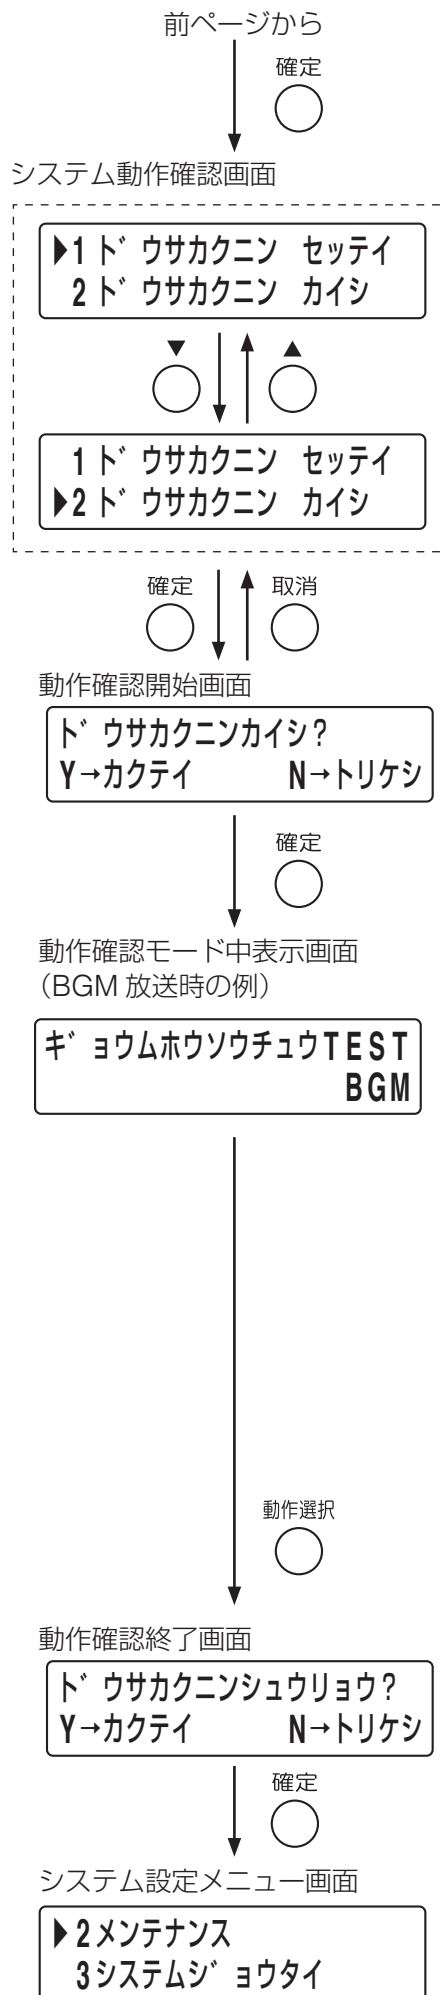 前ページから
確定
システム動作確認画面
▶1ト゛ウサカクニン セッテイ
2ト゛ウサカクニン カイシ
▼ ▲
1ト゛ウサカクニン セッテイ
▶2ト゛ウサカクニン カイシ
確定 取消
動作確認開始画面
ト゛ウサカクニンカイシ?
Y→カクテイ N→トリケシ
確定
動作確認モード中表示画面
(BGM 放送時の例)
キ゛ョウムホウソウチュウTEST
BGM
動作選択
動作確認終了画面
ト゛ウサカクニンシュウリョウ?
Y→カクテイ N→トリケシ
確定
システム設定メニュー画面
▶2メンテナンス
3システムシ゛ョウタイ